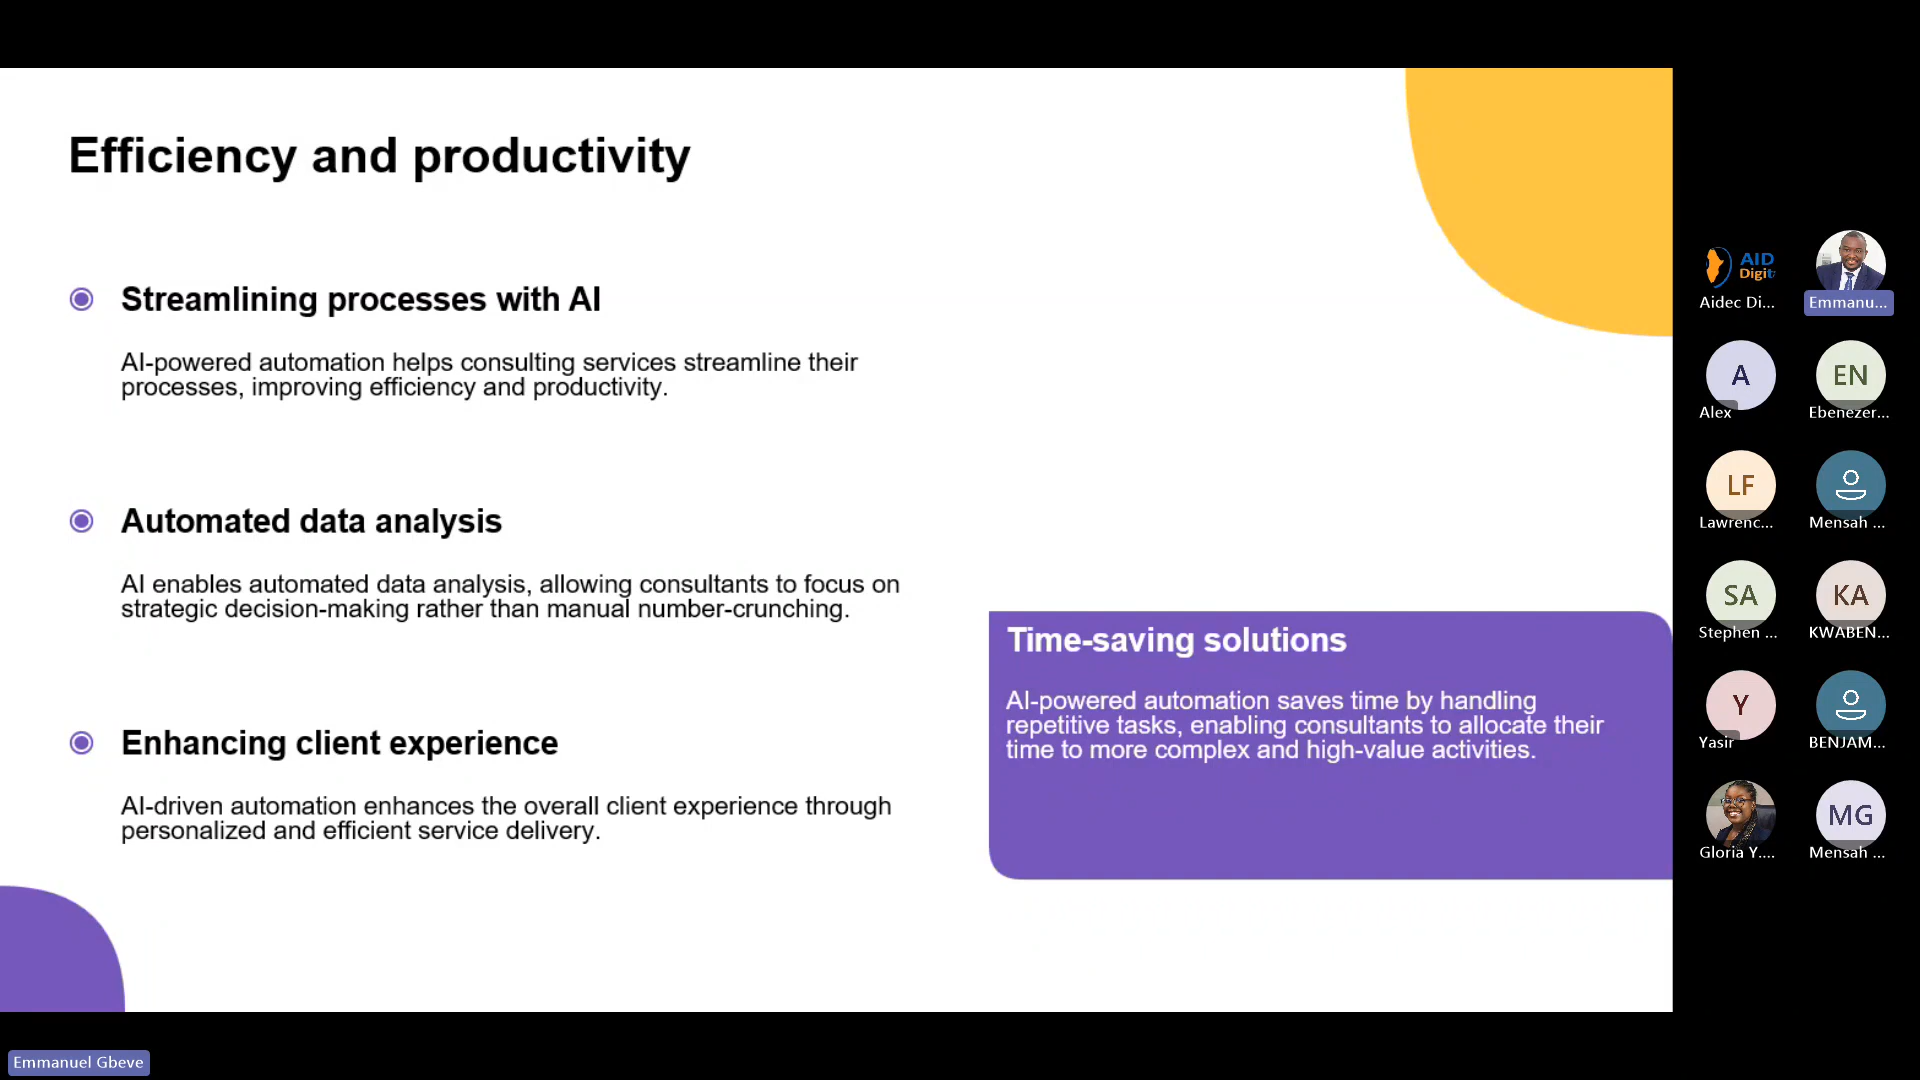 Efficiency and productivity
Streamlining processes with AI
AI-powered automation helps consulting services streamline their
processes, improving efficiency and productivity.
Automated data analysis
AI enables automated data analysis, allowing consultants to focus on
strategic decision-making rather than manual number-crunching.
Enhancing client experience
AI-driven automation enhances the overall client experience through
personalized and efficient service delivery.
Time-saving solutions
AI-powered automation saves time by handling
repetitive tasks, enabling consultants to allocate their
time to more complex and high-value activities.
AID
Digit
Aidec Di...
Emmanu...
A
Alex
EN
Ebenezer...
LF
Lawrenc...
Mensah ...
SA
Stephen ...
KA
KWABEN...
Y
Yasir
BENJAM...
Gloria Y....
MG
Mensah ...
Emmanuel Gbeve